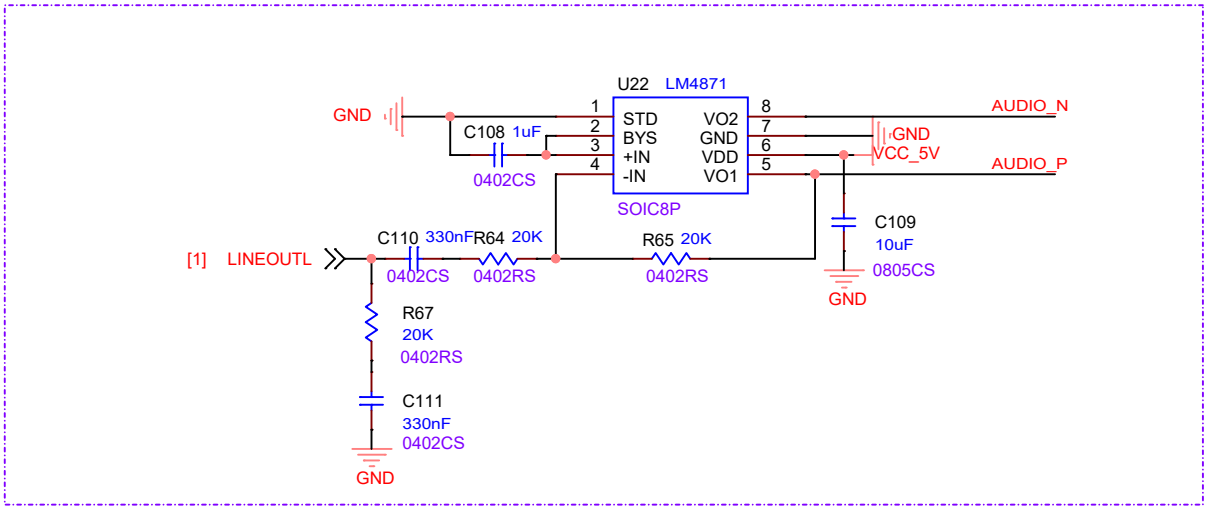 U22 LM4871
GND 1 STD VO2 8 AUDIO_N
C108 1uF 2 BYS GND 7 GND
3 +IN VDD 6 VCC_5V
0402CS 4 -IN VO1 5 AUDIO_P
SOIC8P
C109
10uF
0805CS
GND
C110 330nF R64 20K R65 20K
[1] LINEOUTL
0402CS 0402RS 0402RS
R67
20K
0402RS
C111
330nF
0402CS
GND